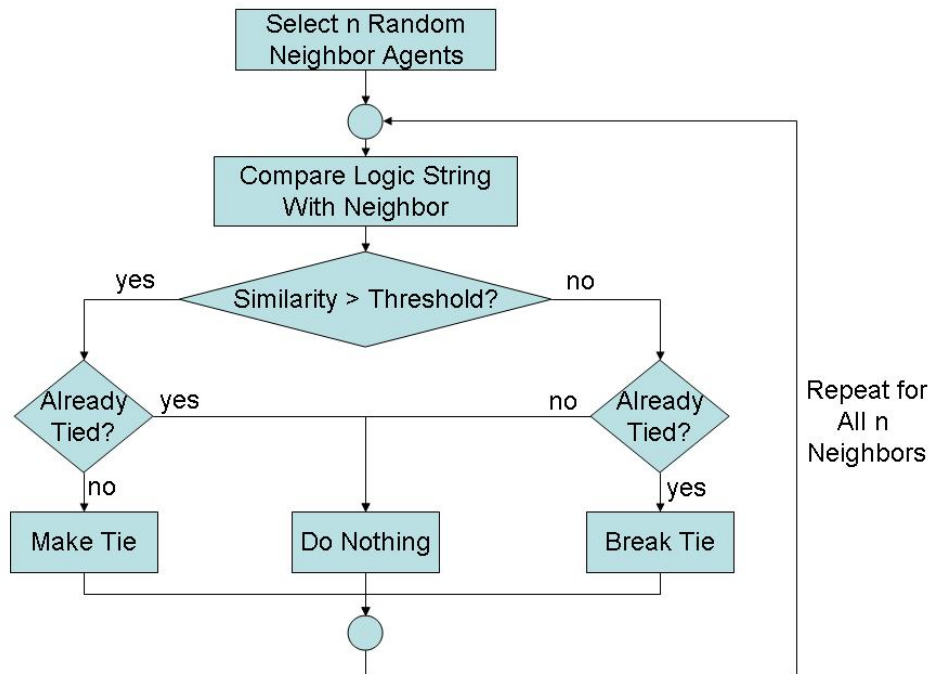 Select n Random
Neighbor Agents
Compare Logic String
With Neighbor
yes
Similarity > Threshold?
no
Already
Tied?
yes
no
Already
Tied?
Repeat for
All n
Neighbors
no
yes
Make Tie
Do Nothing
Break Tie